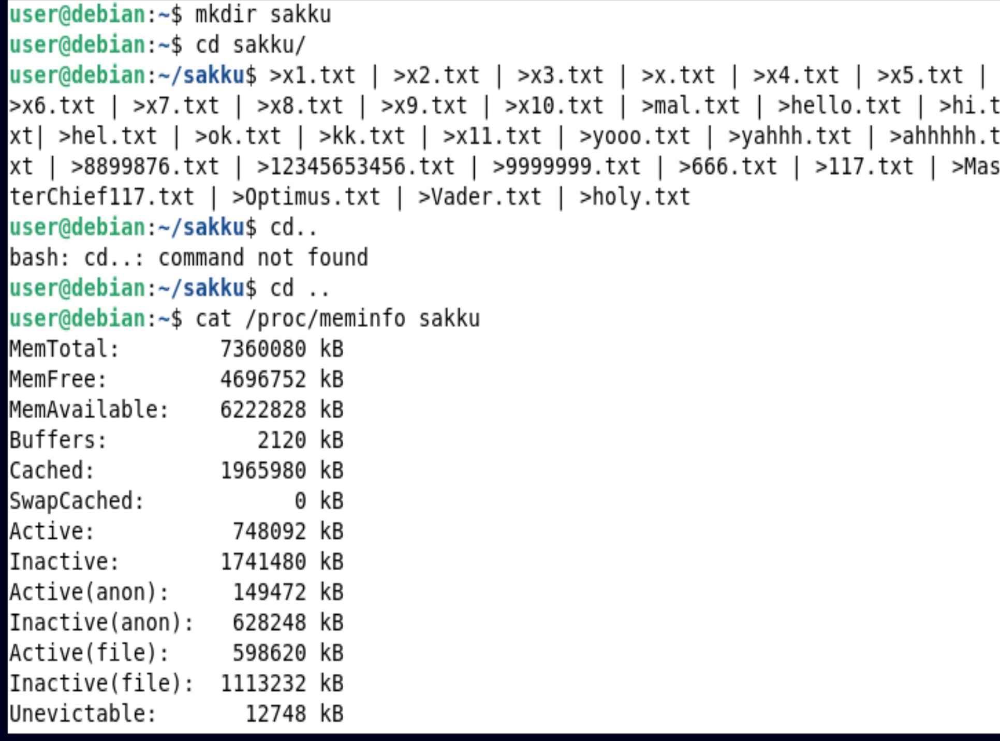 user@debian:~$ mkdir sakku
user@debian:~$ cd sakku/
user@debian:~/sakku$ >x1.txt | >x2.txt | >x3.txt | >x.txt | >x4.txt | >x5.txt |
>x6.txt | >x7.txt | >x8.txt | >x9.txt | >x10.txt | >mal.txt | >hello.txt | >hi.t
xt| >hel.txt | >ok.txt | >kk.txt | >x11.txt | >yooo.txt | >yahhh.txt | >ahhhhh.t
xt | >8899876.txt | >12345653456.txt | >9999999.txt | >666.txt | >117.txt | >Mas
terChief117.txt | >Optimus.txt | >Vader.txt | >holy.txt
user@debian:~/sakku$ cd..
bash: cd..: command not found
user@debian:~/sakku$ cd ..
user@debian:~$ cat /proc/meminfo sakku
MemTotal:        7360080 kB
MemFree:         4696752 kB
MemAvailable:    6222828 kB
Buffers:            2120 kB
Cached:          1965980 kB
SwapCached:            0 kB
Active:           748092 kB
Inactive:        1741480 kB
Active(anon):     149472 kB
Inactive(anon):   628248 kB
Active(file):     598620 kB
Inactive(file):  1113232 kB
Unevictable:       12748 kB